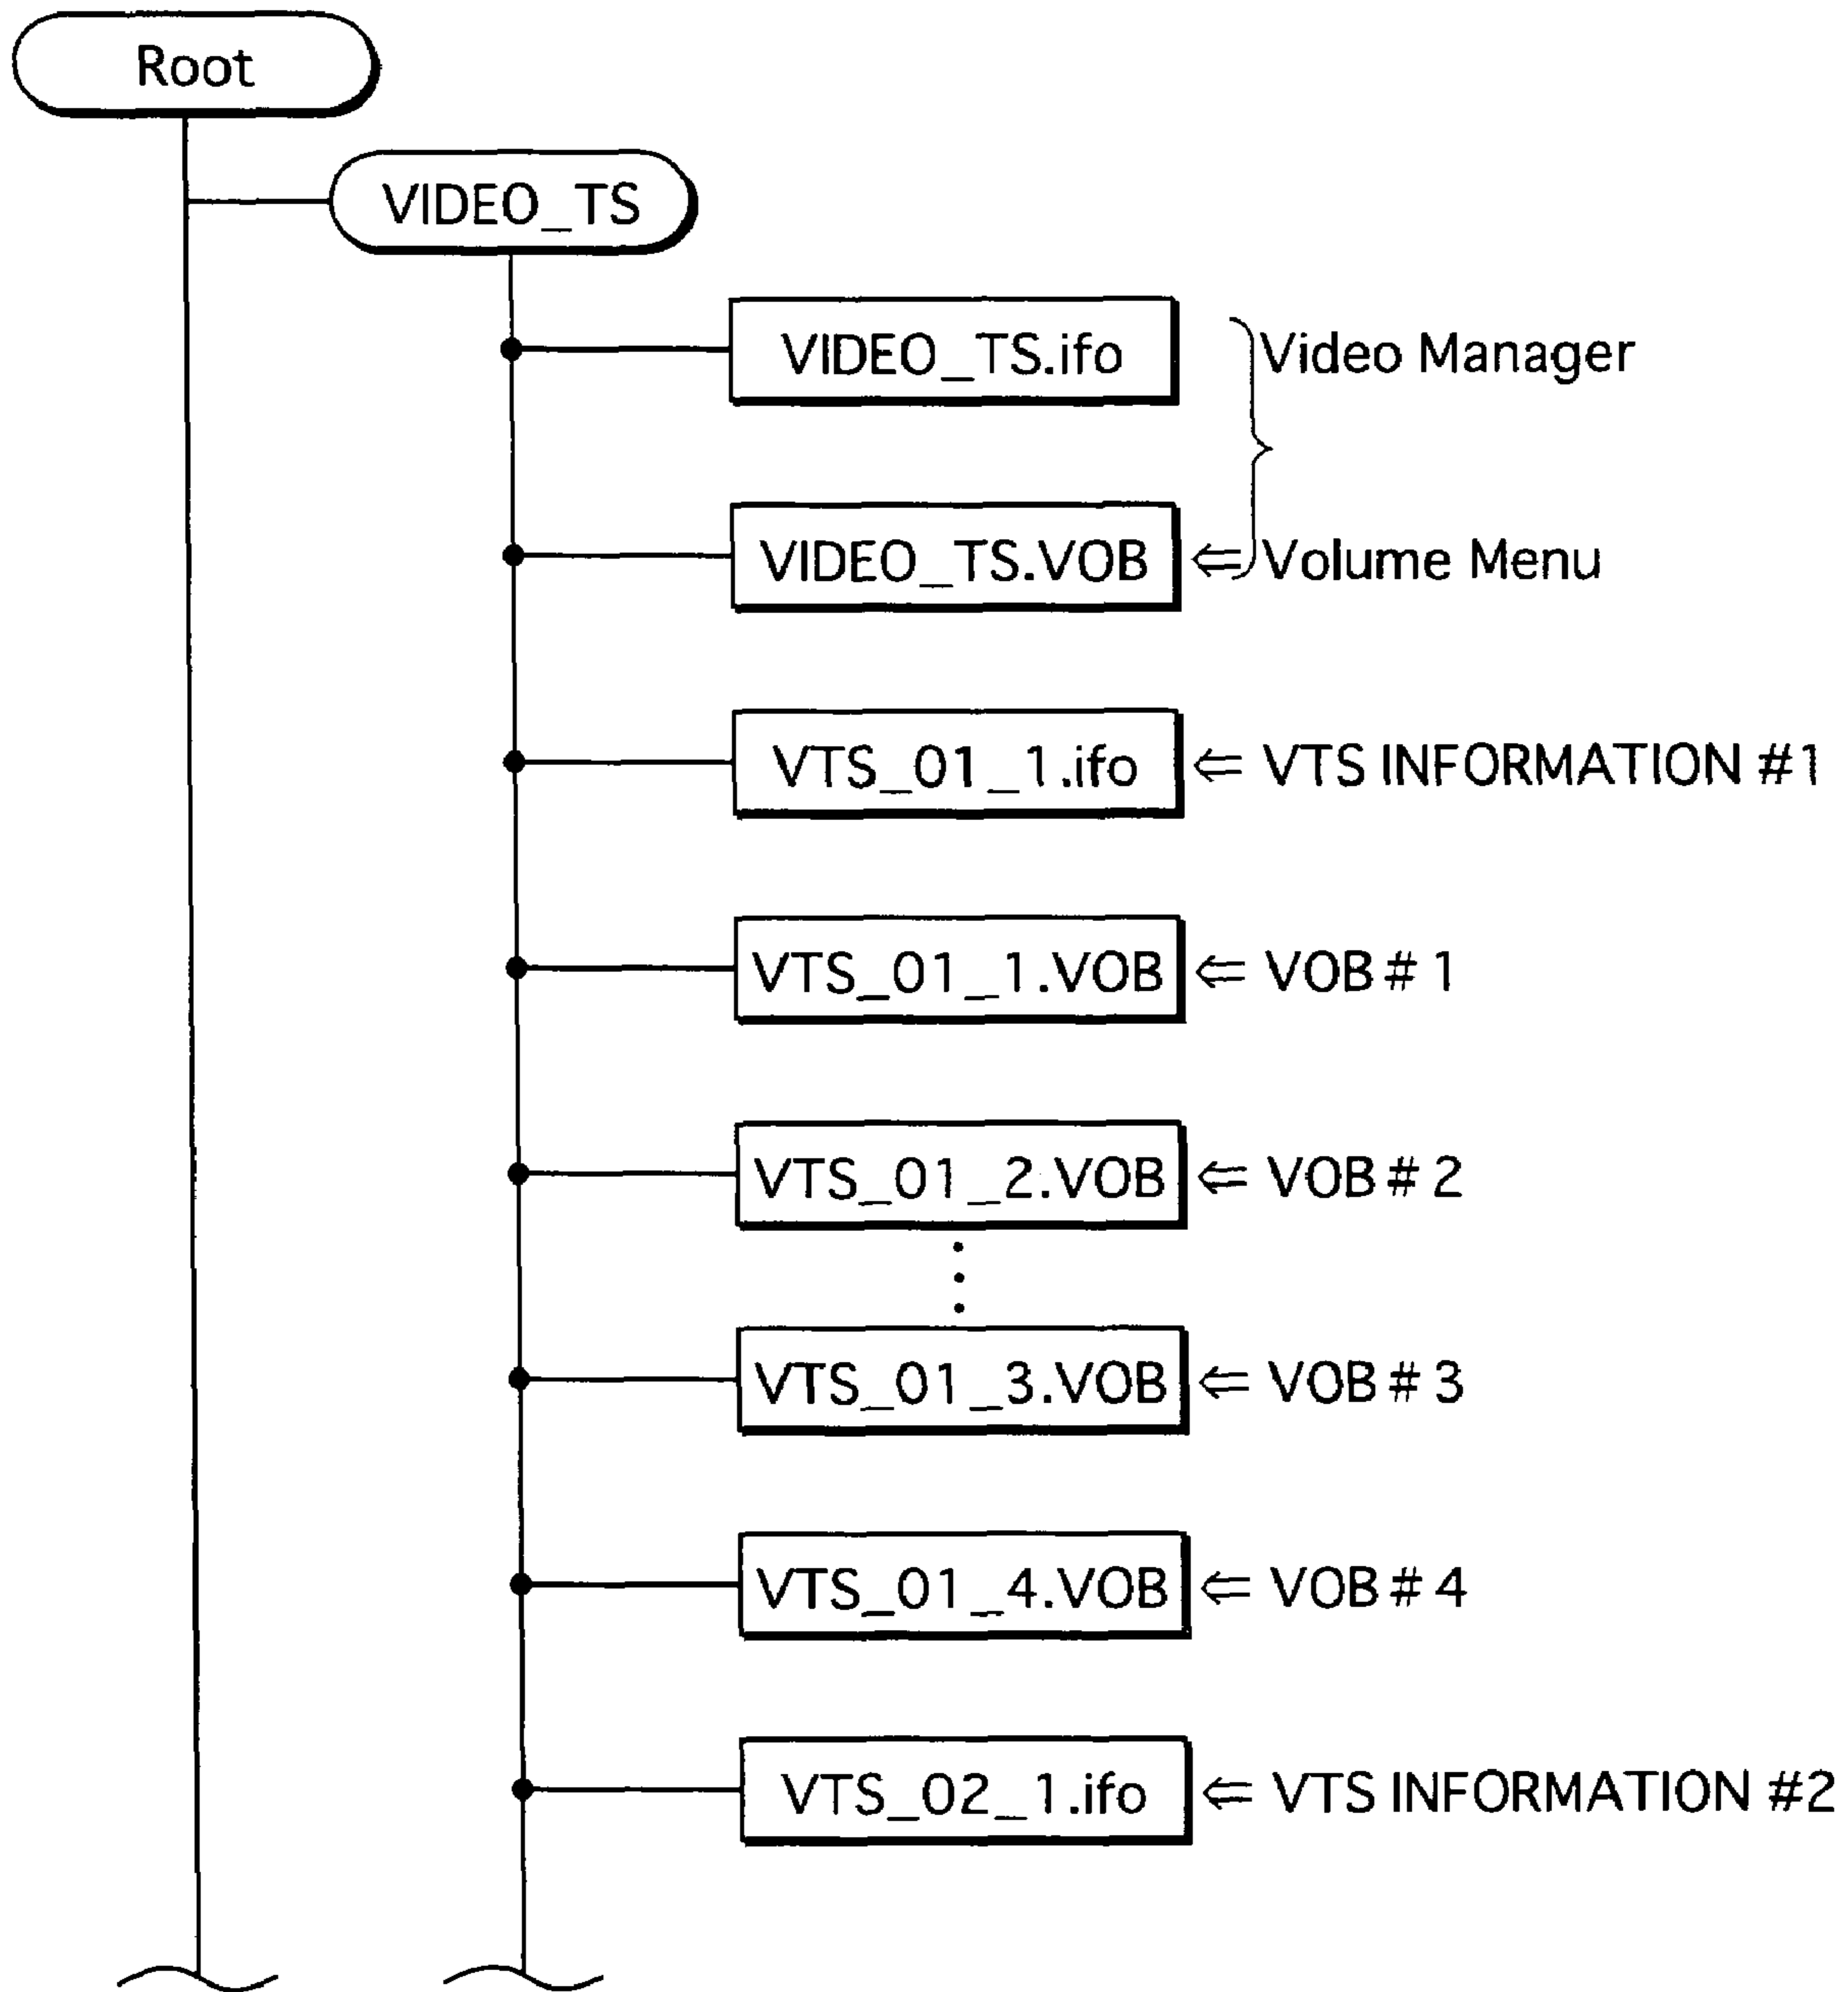 Root
VIDEO_TS
VIDEO_TS.ifo Video Manager
VIDEO_TS.VOB ⇐ Volume Menu
VTS_01_1.ifo ⇐ VTS INFORMATION #1
VTS_01_1.VOB ⇐ VOB # 1
VTS_01_2.VOB ⇐ VOB # 2
VTS_01_3.VOB ⇐ VOB # 3
VTS_01_4.VOB ⇐ VOB # 4
VTS_02_1.ifo ⇐ VTS INFORMATION #2